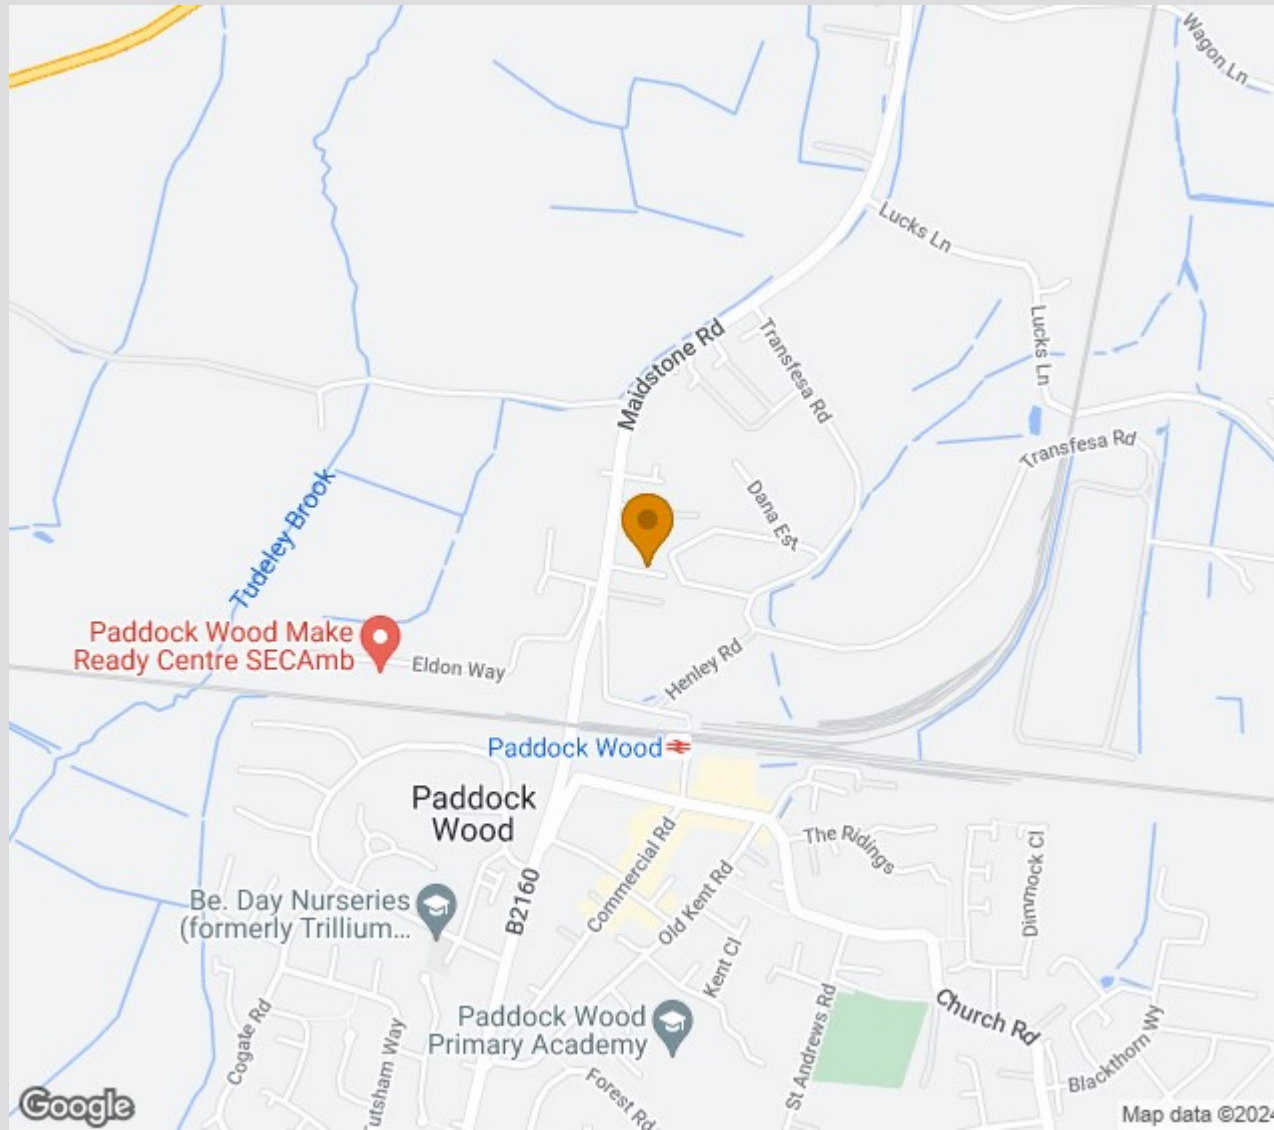 Wagon Ln
Lucks Ln
Lucks Ln
Maidstone Rd
Transfesa Rd
Transfesa Rd
Dana Est
Tudeley Brook
Paddock Wood Make
Ready Centre SECAmb
Eldon Way
Henley Rd
Paddock Wood
Paddock
Wood
The Ridings
Commercial Rd
Dimmock Cl
Old Kent Rd
B2160
Be. Day Nurseries
(formerly Trillium...
Kent Cl
Church Rd
St Andrews Rd
Paddock Wood
Primary Academy
Cogate Rd
Tutsham Way
Forest Rd
Blackthorn Wy
Google
Map data ©2024